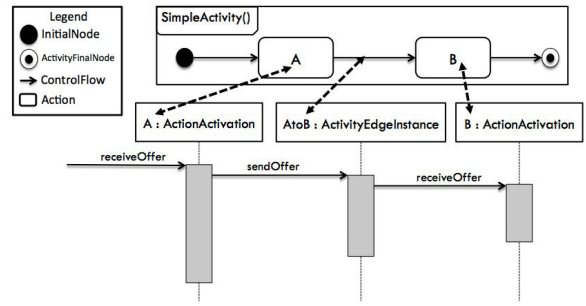 Legend
InitialNode
ActivityFinalNode
ControlFlow
Action
SimpleActivity()
A
B
A : ActionActivation
AtoB : ActivityEdgeInstance
B : ActionActivation
receiveOffer
sendOffer
receiveOffer